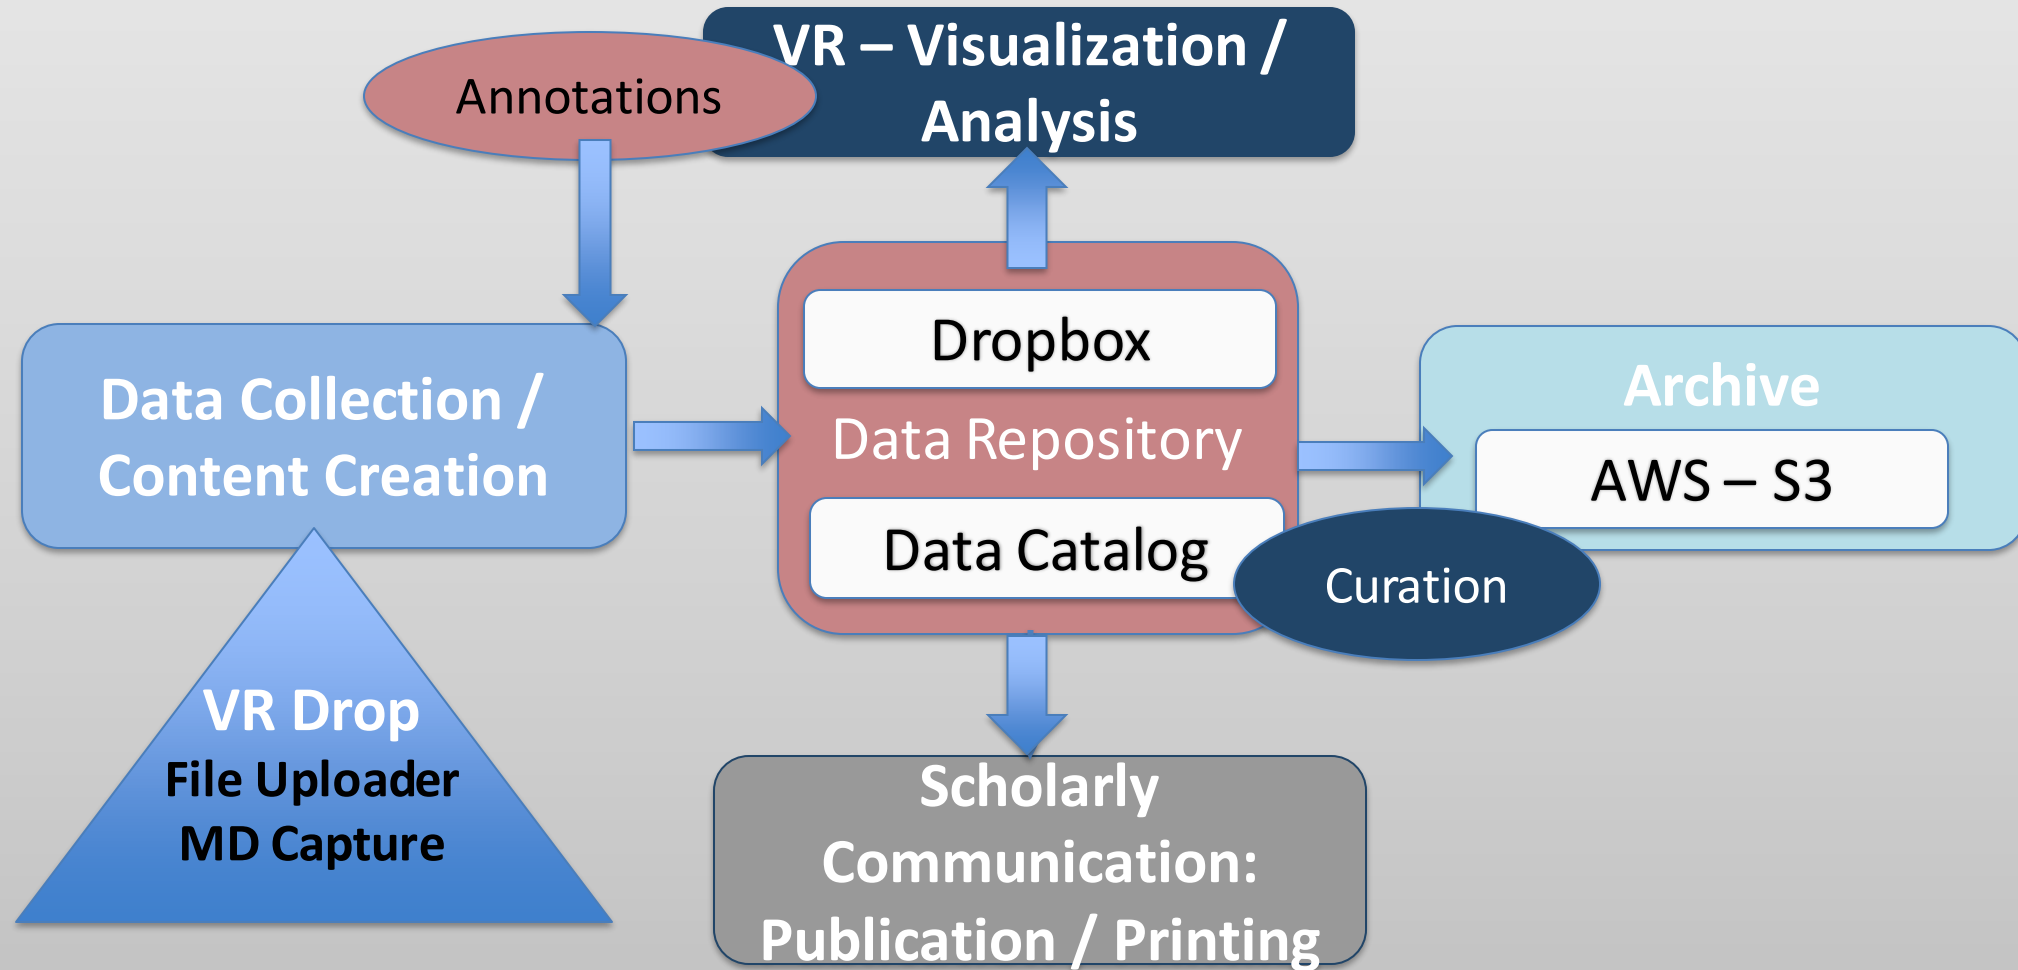 VR – Visualization /
Analysis
Annotations
Data Collection /
Content Creation
Dropbox
Data Repository
Data Catalog
Archive
AWS – S3
Curation
VR Drop
File Uploader
MD Capture
Scholarly
Communication:
Publication / Printing